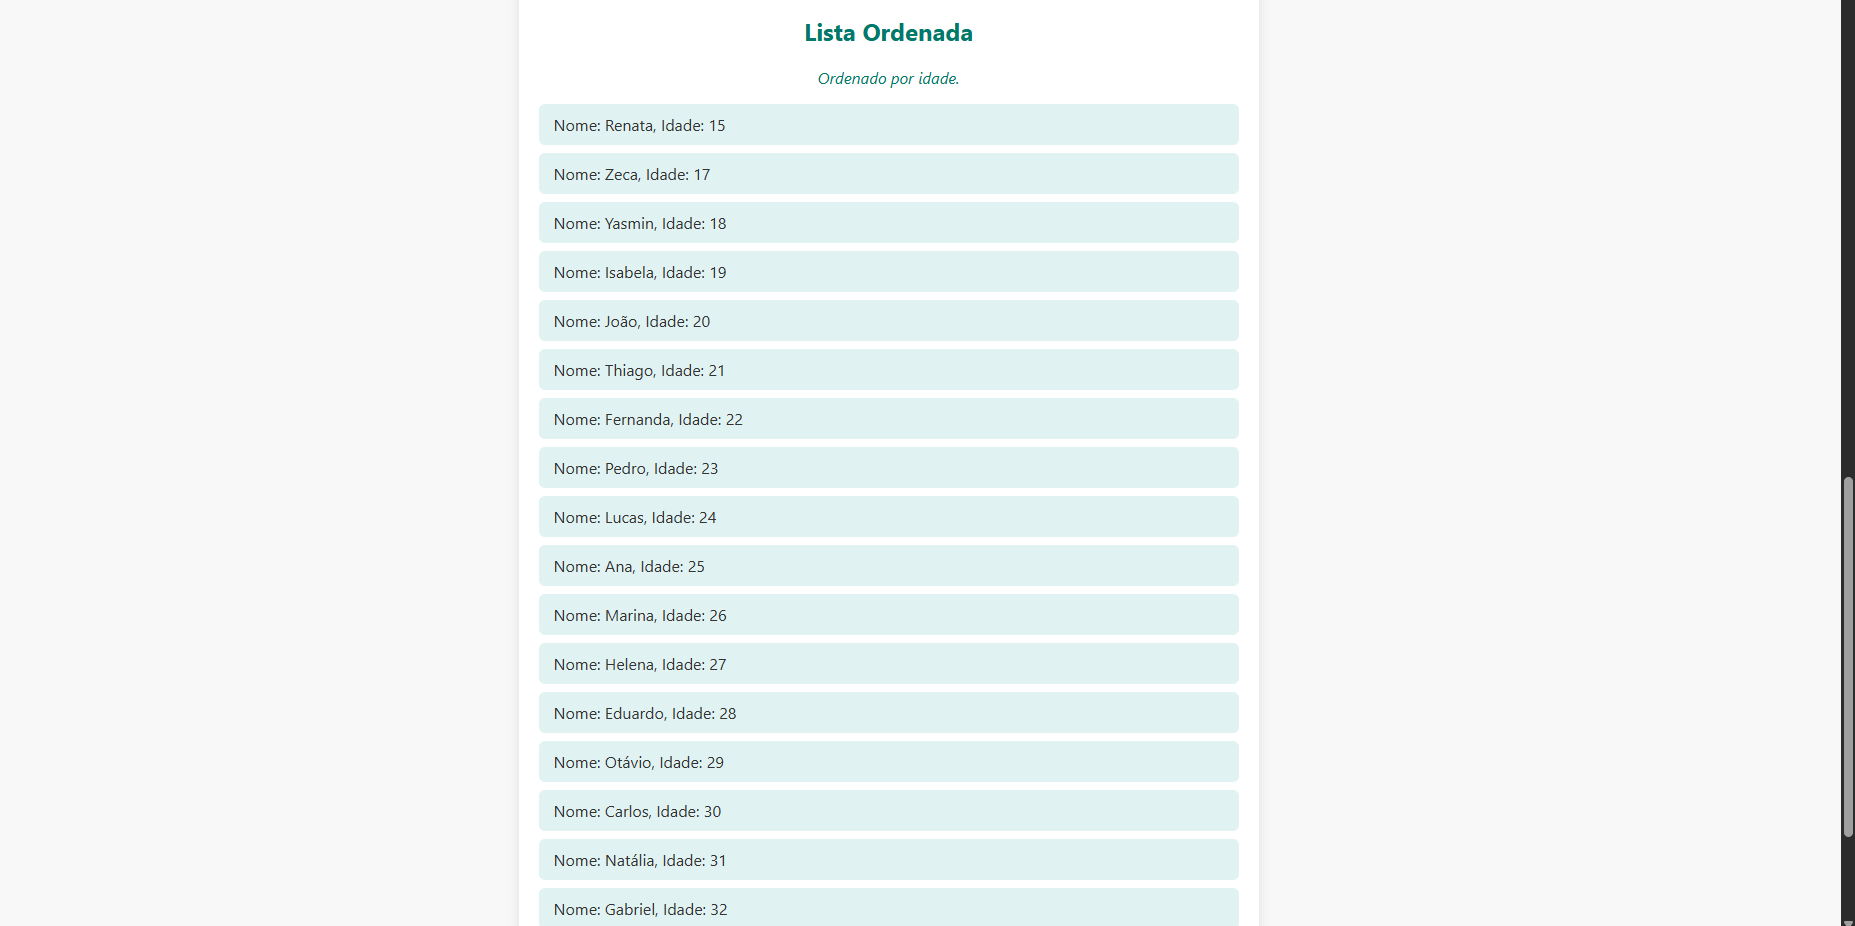 Lista Ordenada
Ordenado por idade.
Nome: Renata, Idade: 15
Nome: Zeca, Idade: 17
Nome: Yasmin, Idade: 18
Nome: Isabela, Idade: 19
Nome: João, Idade: 20
Nome: Thiago, Idade: 21
Nome: Fernanda, Idade: 22
Nome: Pedro, Idade: 23
Nome: Lucas, Idade: 24
Nome: Ana, Idade: 25
Nome: Marina, Idade: 26
Nome: Helena, Idade: 27
Nome: Eduardo, Idade: 28
Nome: Otávio, Idade: 29
Nome: Carlos, Idade: 30
Nome: Natália, Idade: 31
Nome: Gabriel, Idade: 32